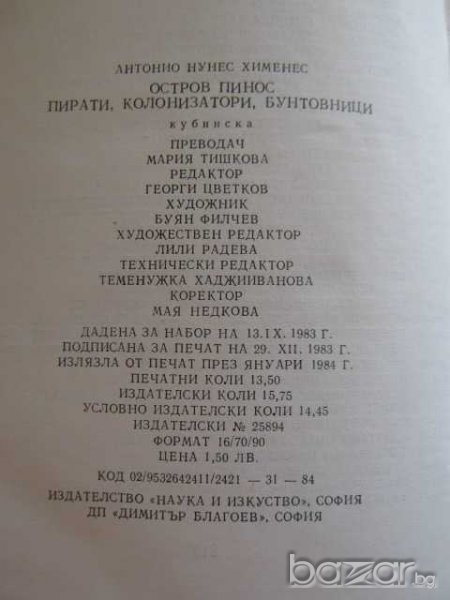 АНТОНИО НУНЕС ХИМЕНЕС
ОСТРОВ ПИНОС
ПИРАТИ, КОЛОНИЗАТОРИ, БУНТОВНИЦИ
кубинска
ПРЕВОДАЧ
МАРИЯ ТИШКОВА
РЕДАКТОР
ГЕОРГИ ЦВЕТКОВ
ХУДОЖНИК
БУЯН ФИЛЧЕВ
ХУДОЖЕСТВЕН РЕДАКТОР
ЛИЛИ РАДЕВА
ТЕХНИЧЕСКИ РЕДАКТОР
ТЕМЕНУЖКА ХАДЖИИВАНОВА
КОРЕКТОР
МАЯ НЕДКОВА
ДАДЕНА ЗА НАБОР НА 13.IX. 1983 Г.
ПОДПИСАНА ЗА ПЕЧАТ НА 29. XII. 1983 Г.
ИЗЛЯЗЛА ОТ ПЕЧАТ ПРЕЗ ЯНУАРИ 1984 Г.
ПЕЧАТНИ КОЛИ 13,50
ИЗДАТЕЛСКИ КОЛИ 15,75
УСЛОВНО ИЗДАТЕЛСКИ КОЛИ 14,45
ИЗДАТЕЛСКИ № 25894
ФОРМАТ 16/70/90
ЦЕНА 1,50 ЛВ.
КОД 02/9532642411/2421 — 31 — 84
ИЗДАТЕЛСТВО «НАУКА И ИЗКУСТВО», СОФИЯ
ДП «ДИМИТЪР БЛАГОЕВ», СОФИЯ
bazar.bg